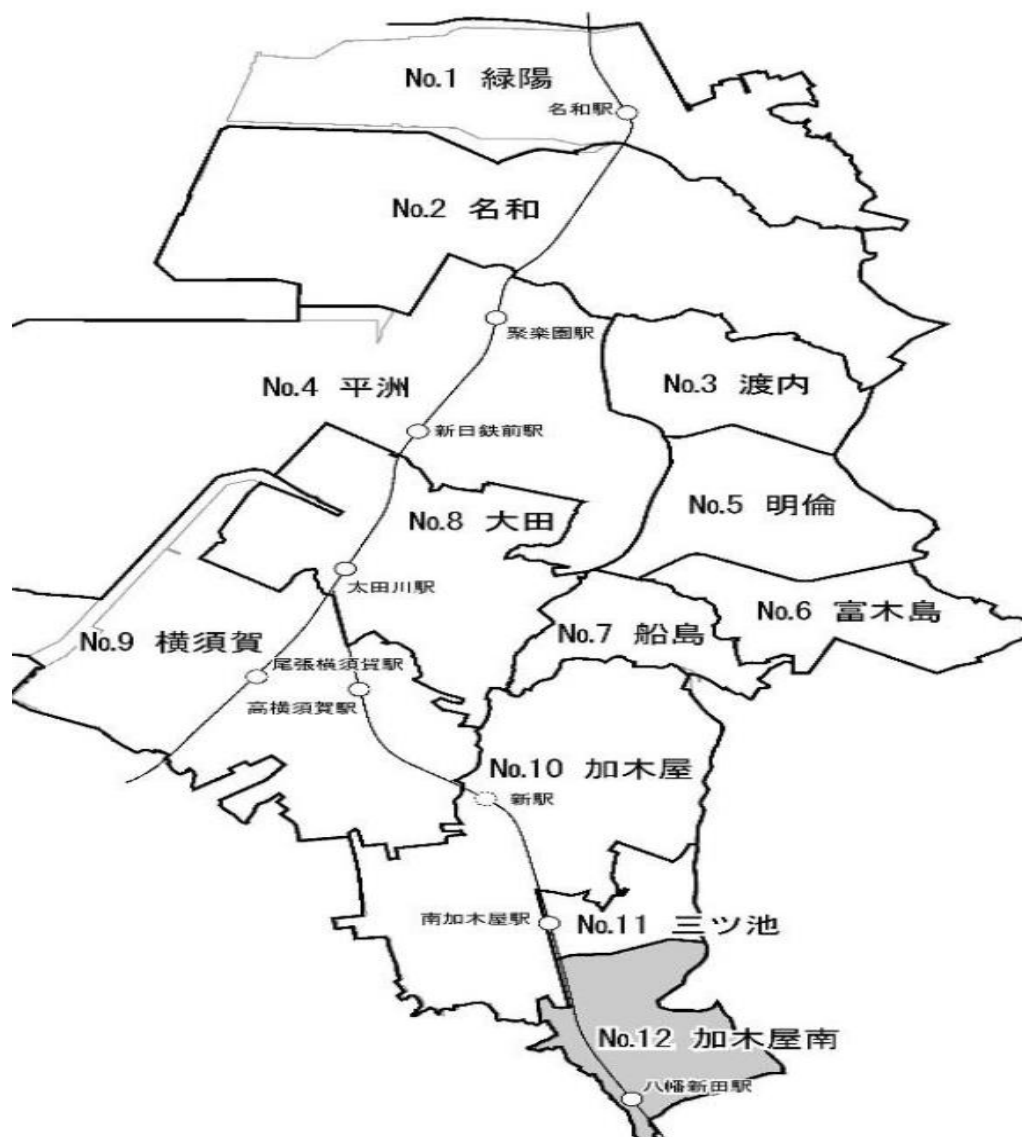 No.1 緑陽
名和駅
No.2 名和
聚楽園駅
No.3 渡内
No.4 平洲
新日鉄前駅
No.5 明倫
No.8 大田
太田川駅
No.6 富木島
No.7 船島
No.9 横須賀
尾張横須賀駅
高横須賀駅
No.10 加木屋
新駅
南加木屋駅
No.11 三ツ池
No.12 加木屋南
八幡新田駅